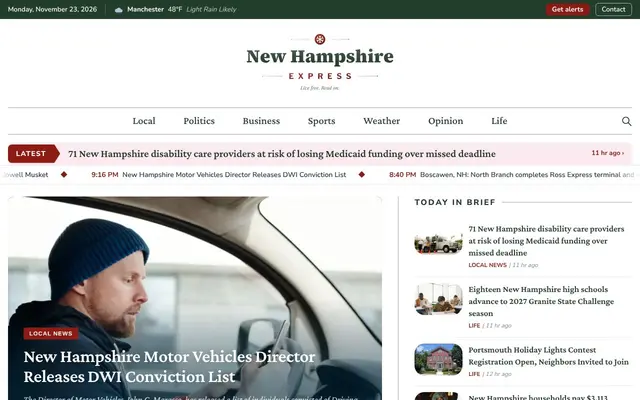 Monday, November 23, 2026
Manchester 48°F Light Rain Likely
Get alerts
Contact
New Hampshire
EXPRESS
Live free. Read on.
Local Politics Business Sports Weather Opinion Life
LATEST
71 New Hampshire disability care providers at risk of losing Medicaid funding over missed deadline
11 hr ago ›
Musket
9:16 PM New Hampshire Motor Vehicles Director Releases DWI Conviction List
8:40 PM Boscawen, NH: North Branch completes Ross Express terminal and
LOCAL NEWS
New Hampshire Motor Vehicles Director
Releases DWI Conviction List
TODAY IN BRIEF
71 New Hampshire disability care providers
at risk of losing Medicaid funding over
missed deadline
LOCAL NEWS / 11 hr ago
Eighteen New Hampshire high schools
advance to 2027 Granite State Challenge
season
LIFE / 11 hr ago
Portsmouth Holiday Lights Contest
Registration Open, Neighbors Invited to Join
LIFE / 12 hr ago
New Hampshire households pay $3,113